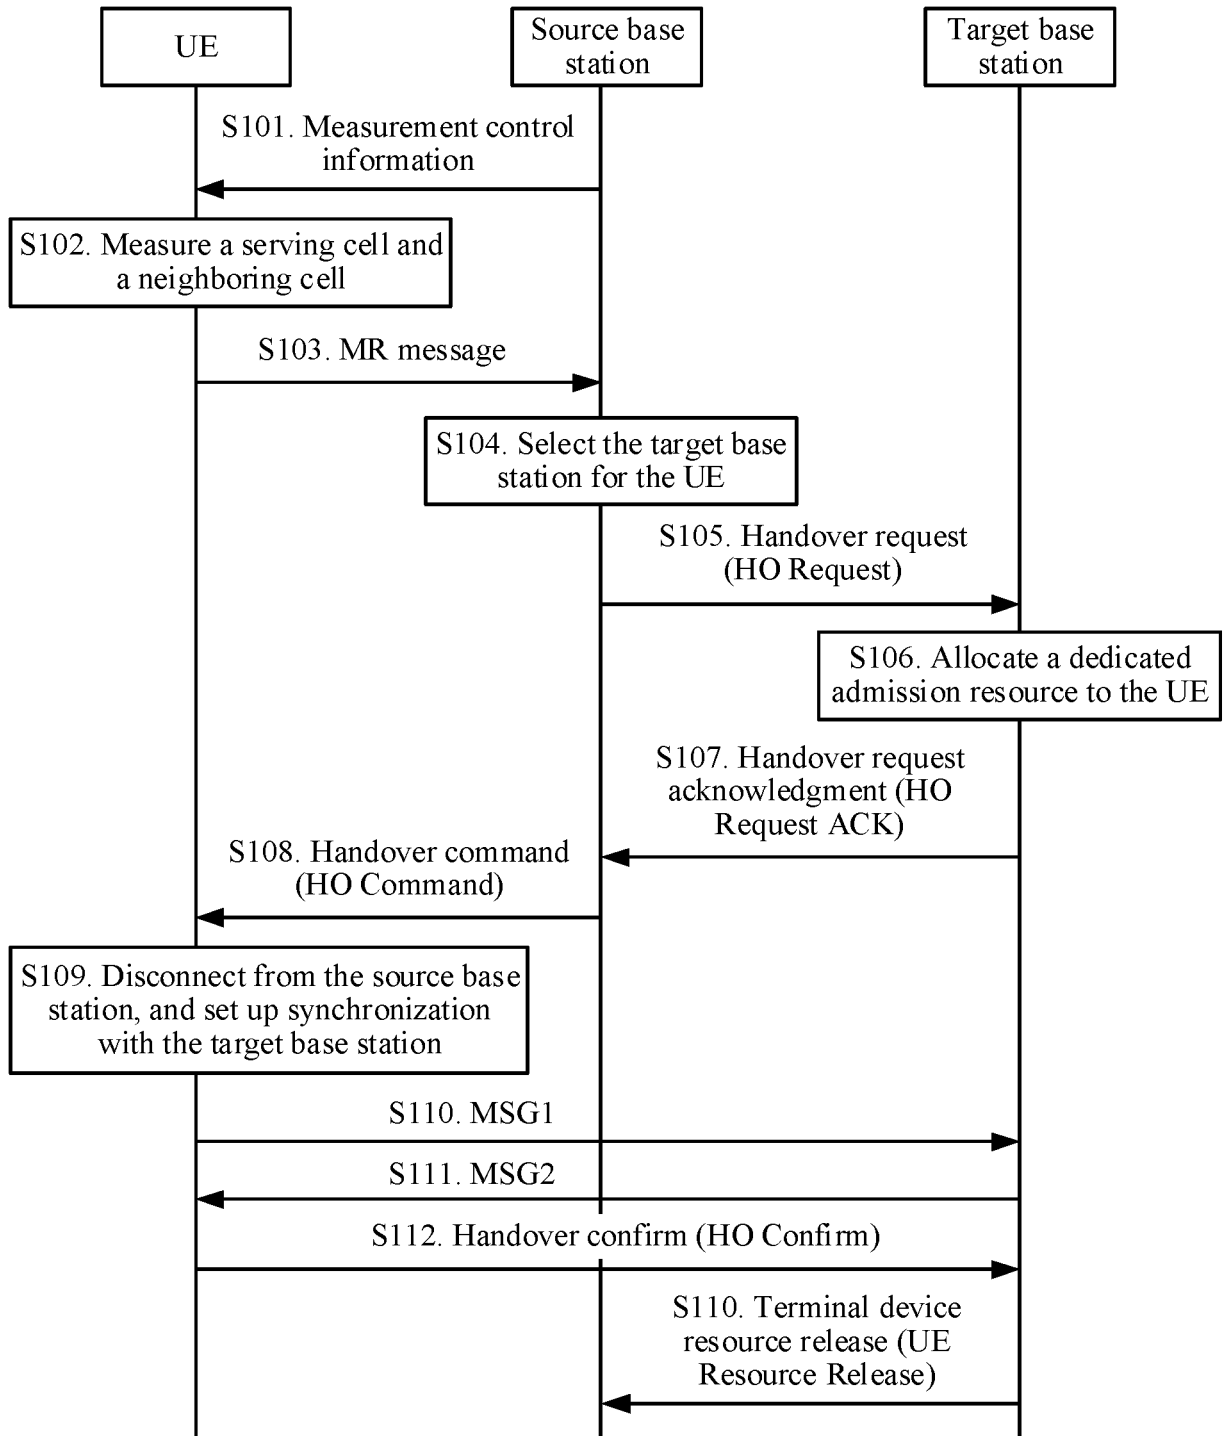 UE
Source base
station
Target base
station
S101. Measurement control
information
S102. Measure a serving cell and
a neighboring cell
S103. MR message
S104. Select the target base
station for the UE
S105. Handover request
(HO Request)
S106. Allocate a dedicated
admission resource to the UE
S107. Handover request
acknowledgment (HO
Request ACK)
S108. Handover command
(HO Command)
S109. Disconnect from the source base
station, and set up synchronization
with the target base station
S110. MSG1
S111. MSG2
S112. Handover confirm (HO Confirm)
S110. Terminal device
resource release (UE
Resource Release)